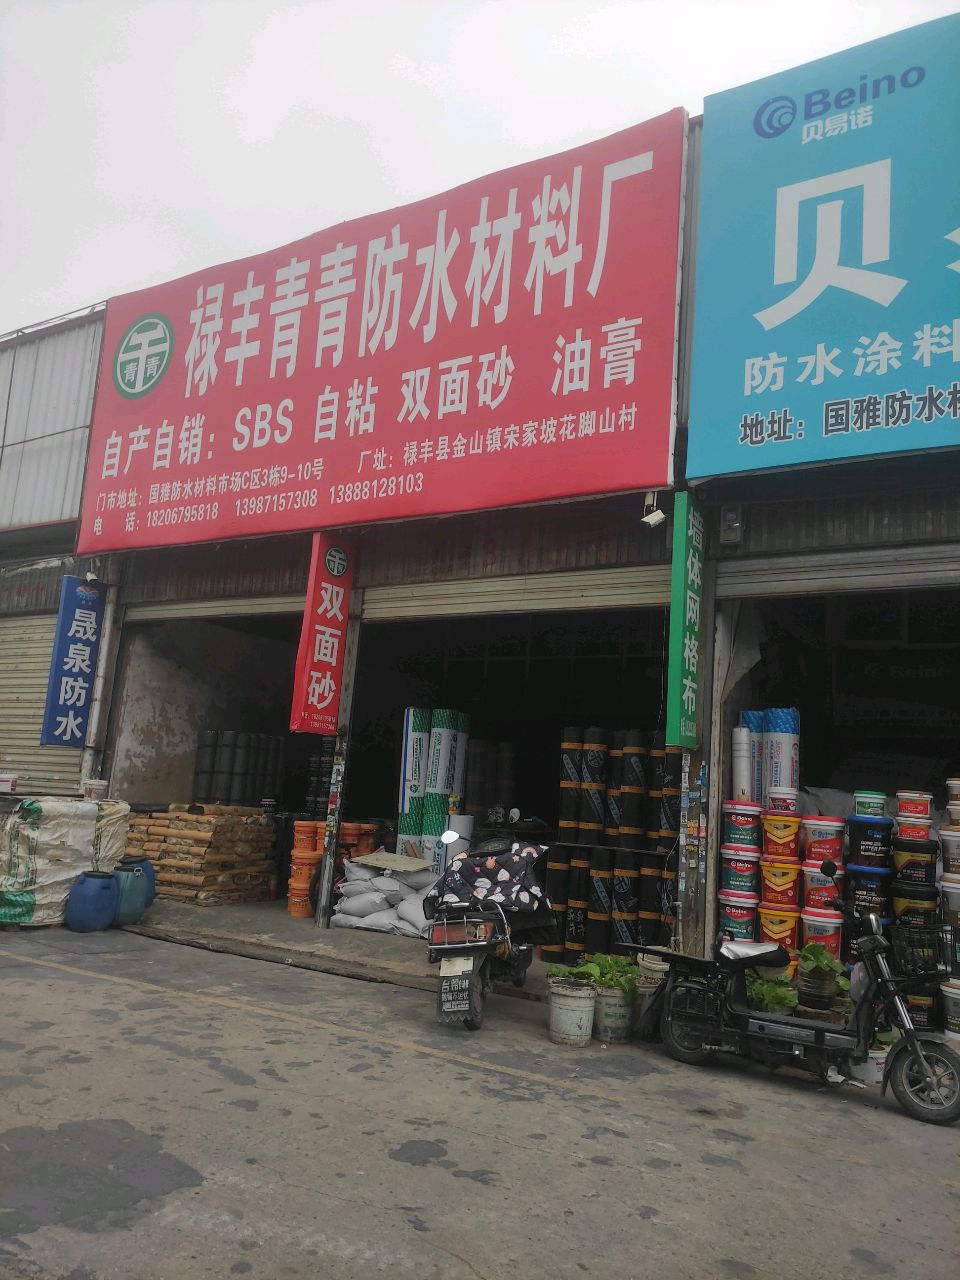 禄丰青青防水材料厂
青青
自产自销：SBS 自粘 双面砂 油膏
门市地址：国雅防水材料市场C区3栋9-10号 厂址：禄丰县金山镇宋家坡花脚山村
电 话：18206795818 13987157308 13888128103
Beino
贝易诺
贝
防水涂料
地址：国雅防水材
晟泉防水
双面砂
墙体网格布
Beino